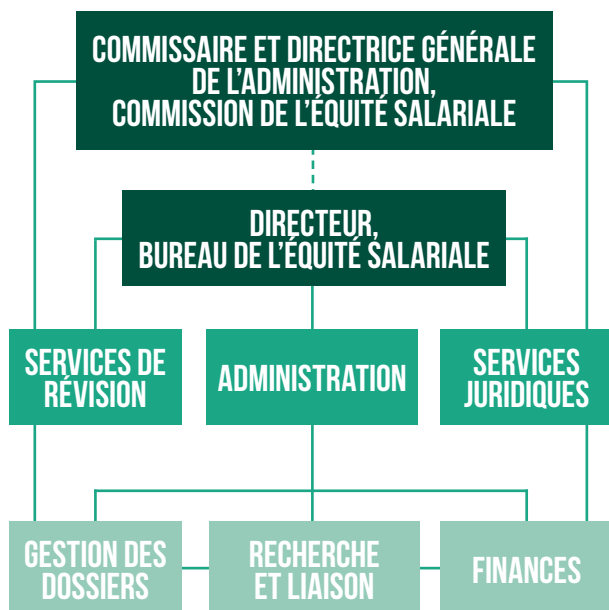 COMMISSAIRE ET DIRECTRICE GÉNÉRALE
DE L'ADMINISTRATION,
COMMISSION DE L'ÉQUITÉ SALARIALE
DIRECTEUR,
BUREAU DE L'ÉQUITÉ SALARIALE
SERVICES DE
RÉVISION
ADMINISTRATION
SERVICES
JURIDIQUES
GESTION DES
DOSSIERS
RECHERCHE
ET LIAISON
FINANCES